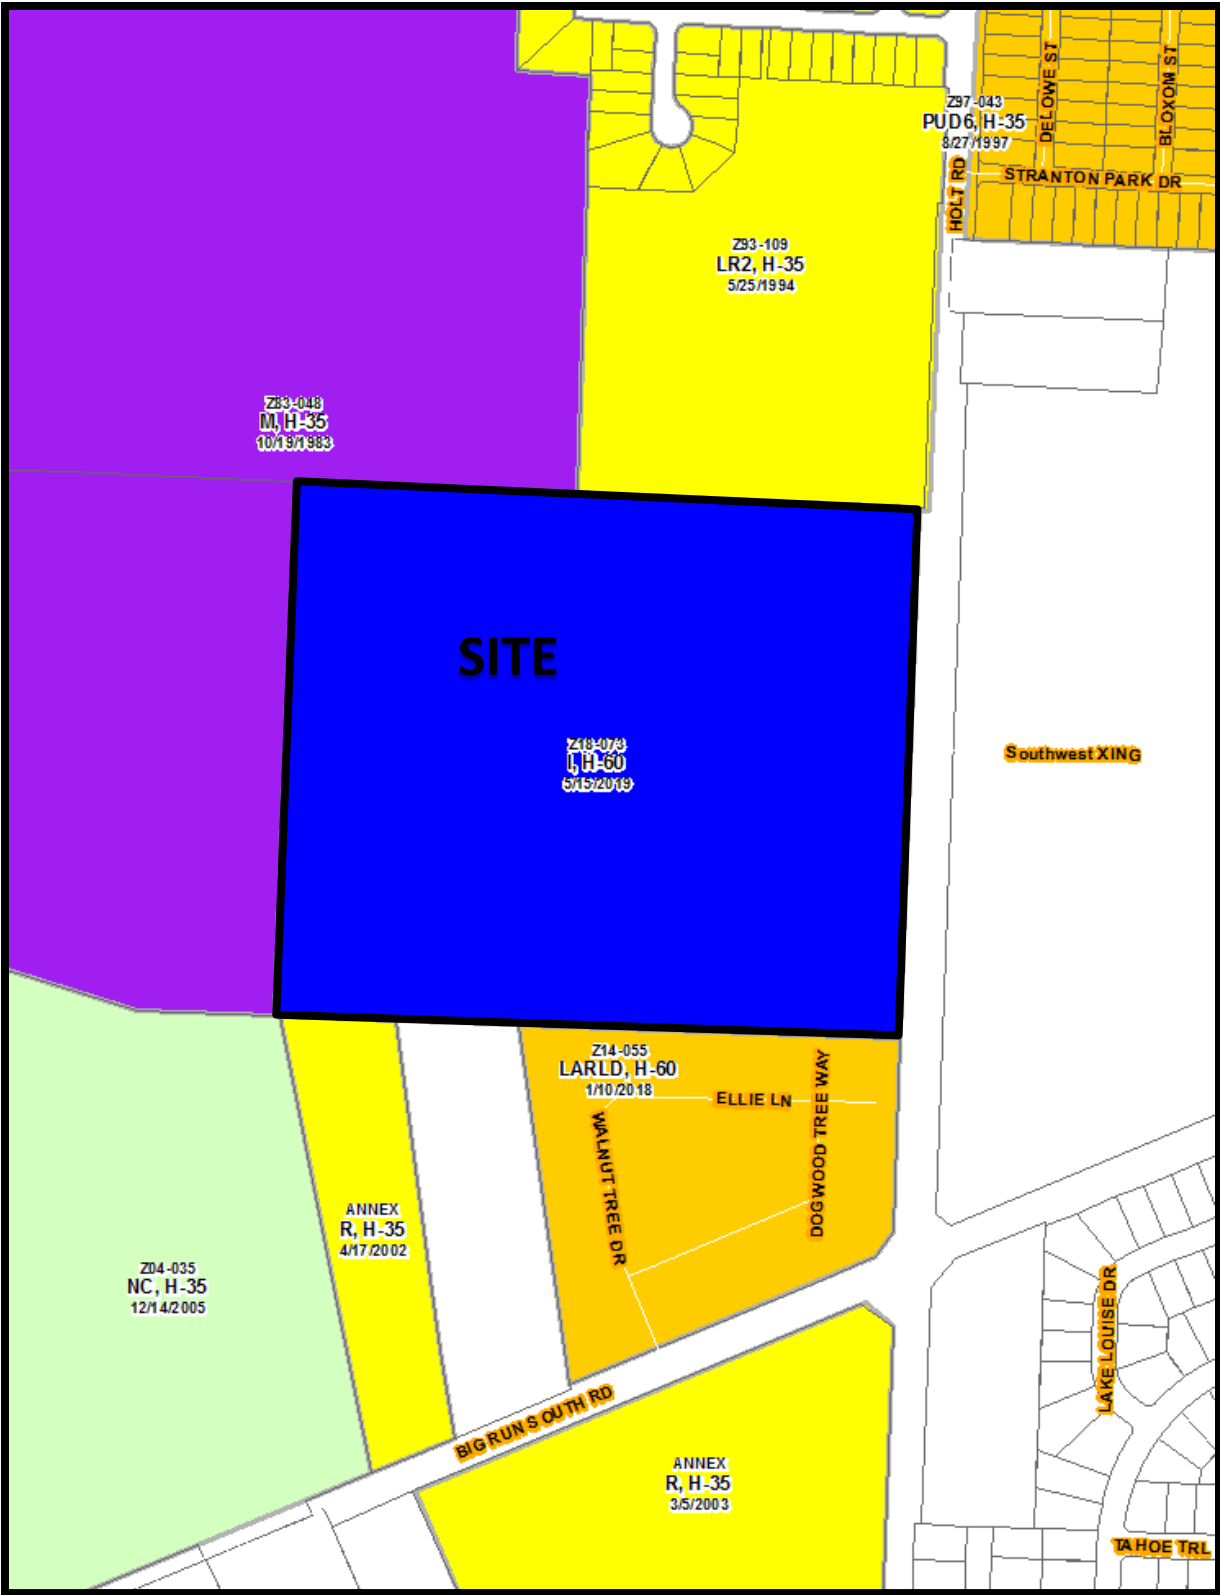 DELOWE ST
BLOXOM ST
Z97-043
PUD6, H-35
8/27/1997
HOLT RD
STRANTON PARK DR
Z93-109
LR2, H-35
5/25/1994
Z83-048
M, H-35
10/19/1983
SITE
Z18-073
I, H-60
5/15/2019
Southwest XING
Z14-055
LARLD, H-60
1/10/2018
ELLIE LN
DOGWOOD TREE WAY
WALNUT TREE DR
ANNEX
R, H-35
4/17/2002
Z04-035
NC, H-35
12/14/2005
LAKE LOUISE DR
BIG RUN SOUTH RD
ANNEX
R, H-35
3/5/2003
TAHOE TRL